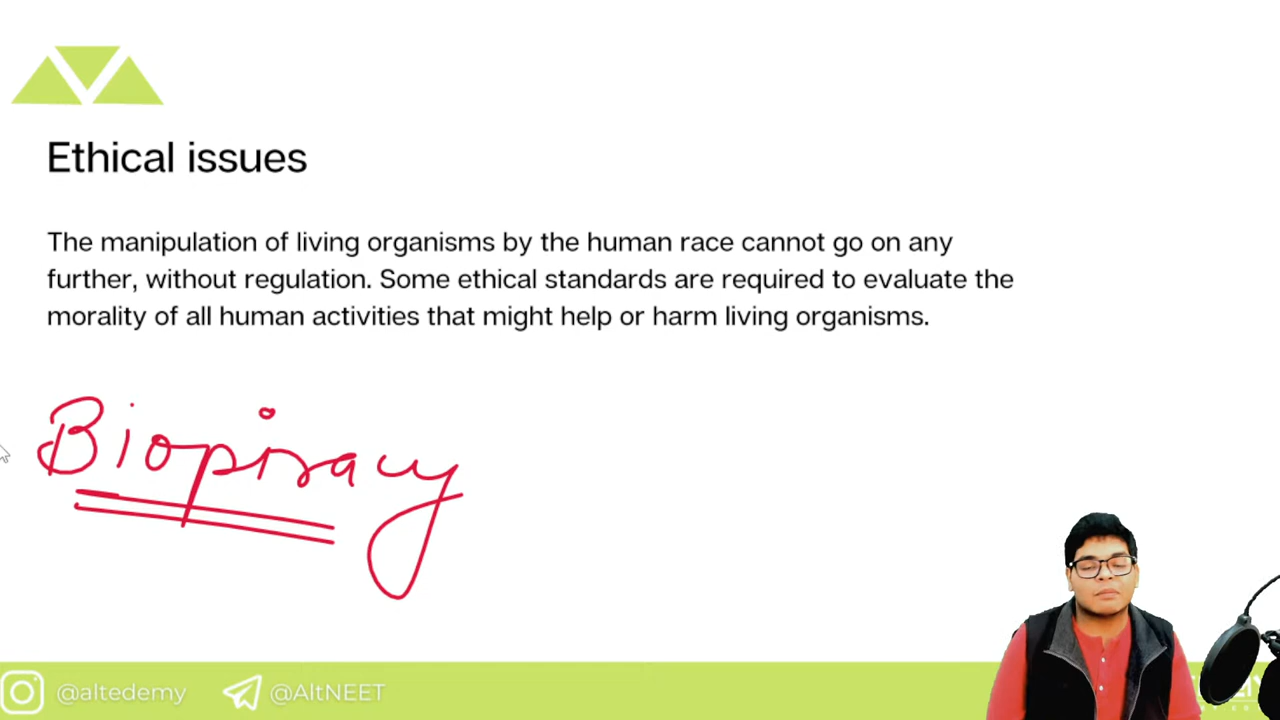 Ethical issues
The manipulation of living organisms by the human race cannot go on any
further, without regulation. Some ethical standards are required to evaluate the
morality of all human activities that might help or harm living organisms.
Biopiracy
@altedemy @AltNEET